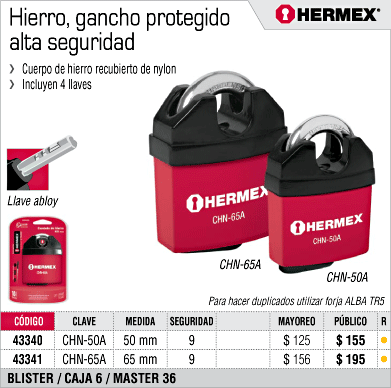 Hierro, gancho protegido
alta seguridad
HERMEX®
Cuerpo de hierro recubierto de nylon
Incluyen 4 llaves
Llave abloy
HERMEX
CHN-65A
HERMEX
CHN-50A
CHN-65A
CHN-50A
Para hacer duplicados utilizar forja ALBA TR5
CÓDIGO CLAVE MEDIDA SEGURIDAD MAYOREO PÚBLICO R
43340 CHN-50A 50 mm 9 $ 125 $ 155
43341 CHN-65A 65 mm 9 $ 156 $ 195
BLISTER / CAJA 6 / MASTER 36